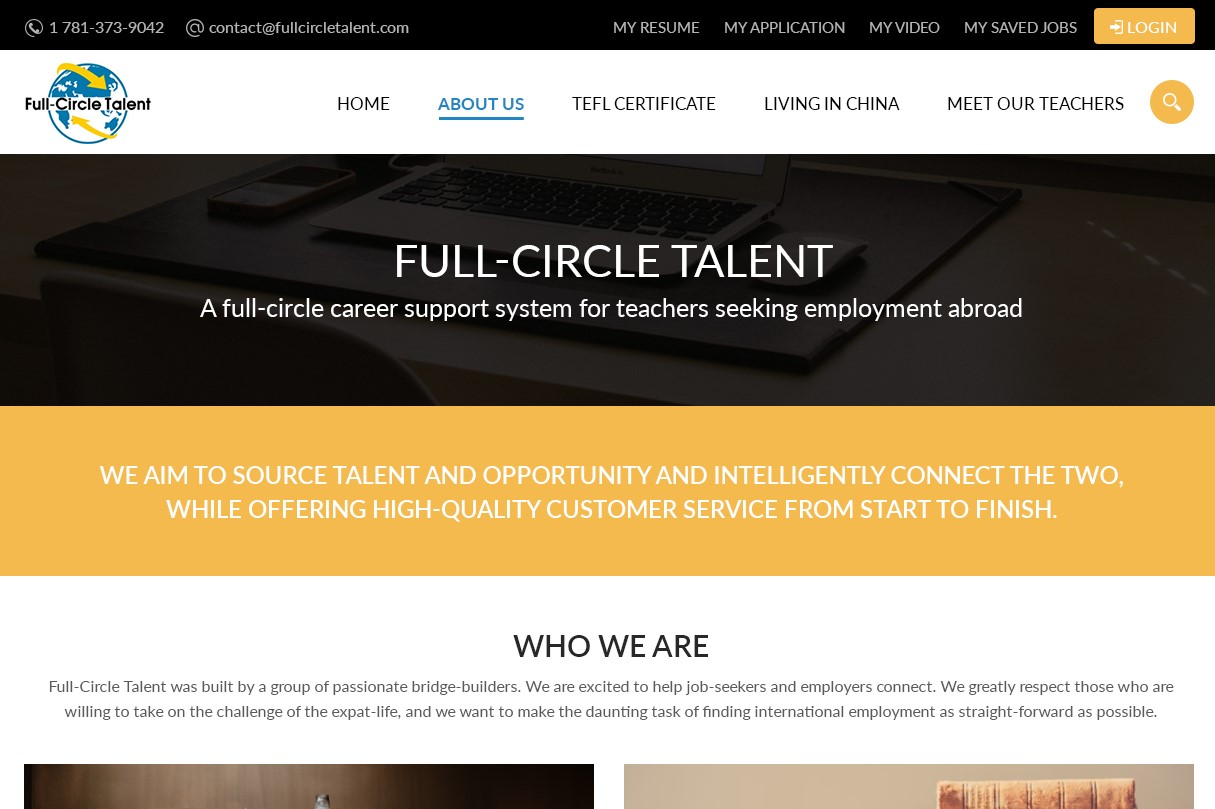 1 781-373-9042
contact@fullcircletalent.com
MY RESUME
MY APPLICATION
MY VIDEO
MY SAVED JOBS
LOGIN
Full-Circle Talent
HOME
ABOUT US
TEFL CERTIFICATE
LIVING IN CHINA
MEET OUR TEACHERS
FULL-CIRCLE TALENT
A full-circle career support system for teachers seeking employment abroad
WE AIM TO SOURCE TALENT AND OPPORTUNITY AND INTELLIGENTLY CONNECT THE TWO,
WHILE OFFERING HIGH-QUALITY CUSTOMER SERVICE FROM START TO FINISH.
WHO WE ARE
Full-Circle Talent was built by a group of passionate bridge-builders. We are excited to help job-seekers and employers connect. We greatly respect those who are
willing to take on the challenge of the expat-life, and we want to make the daunting task of finding international employment as straight-forward as possible.